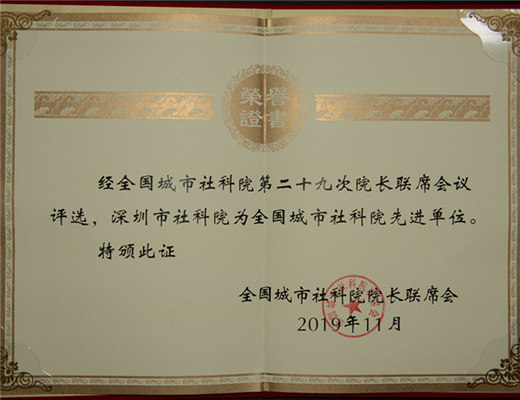 榮譽
證書
经全国城市社科院第二十九次院长联席会议
评选，深圳市社科院为全国城市社科院先进单位。
特颁此证
全国城市社科院院长联席会
2019年11月